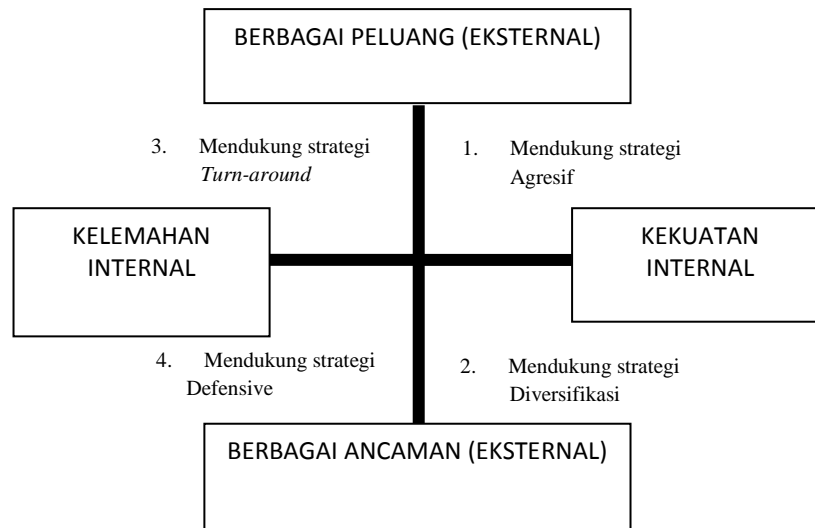 BERBAGAI PELUANG (EKSTERNAL)
3. Mendukung strategi
Turn-around
1. Mendukung strategi
Agresif
KELEMAHAN
INTERNAL
KEKUATAN
INTERNAL
4. Mendukung strategi
Defensive
2. Mendukung strategi
Diversifikasi
BERBAGAI ANCAMAN (EKSTERNAL)